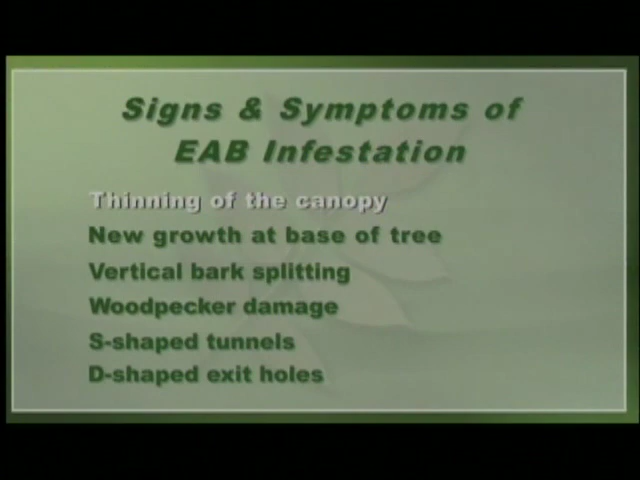 Signs & Symptoms of
EAB Infestation
Thinning of the canopy
New growth at base of tree
Vertical bark splitting
Woodpecker damage
S-shaped tunnels
D-shaped exit holes